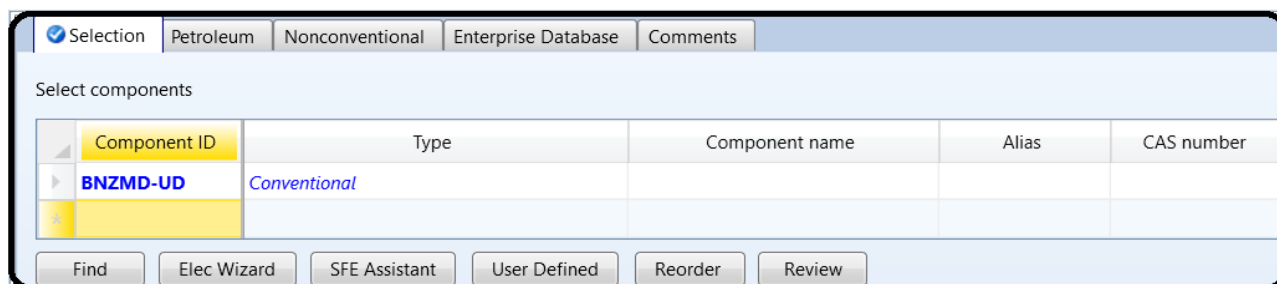 Selection Petroleum Nonconventional Enterprise Database Comments
Select components
Component ID Type Component name Alias CAS number
BNZMD-UD Conventional
Find Elec Wizard SFE Assistant User Defined Reorder Review